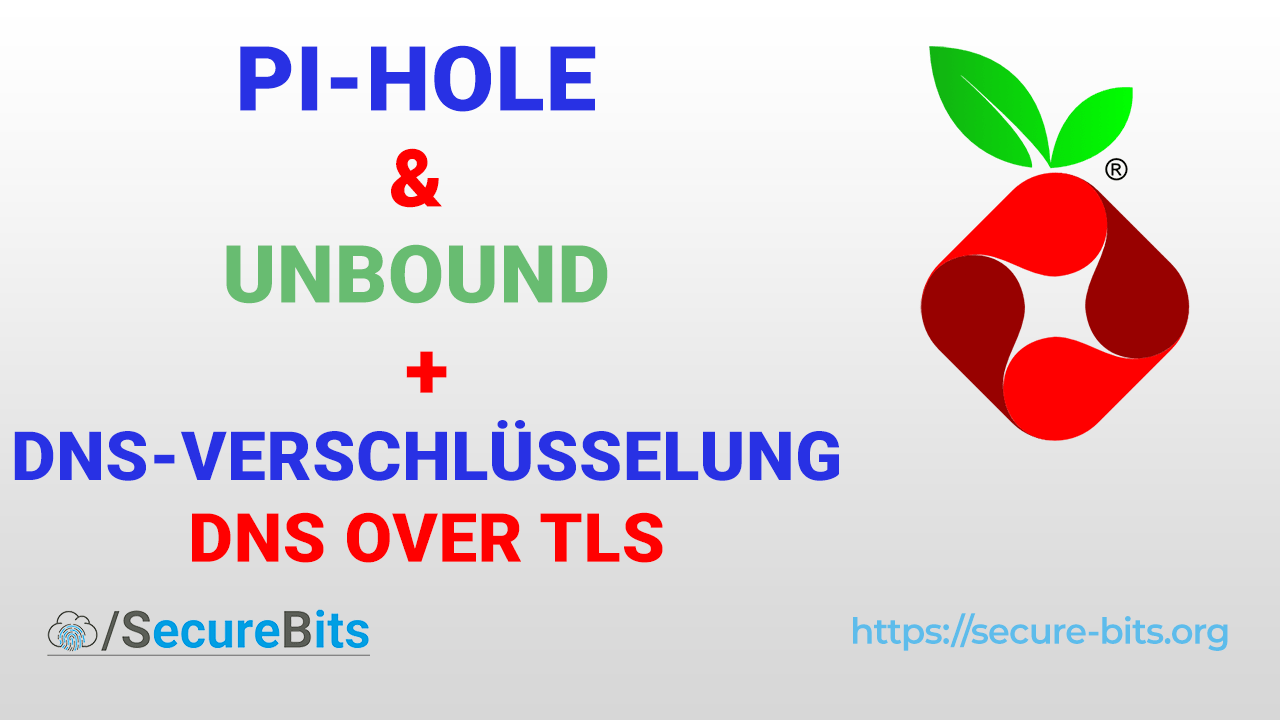 PI-HOLE
&
UNBOUND
+
DNS-VERSCHLÜSSELUNG
DNS OVER TLS
®
/SecureBits
https://secure-bits.org